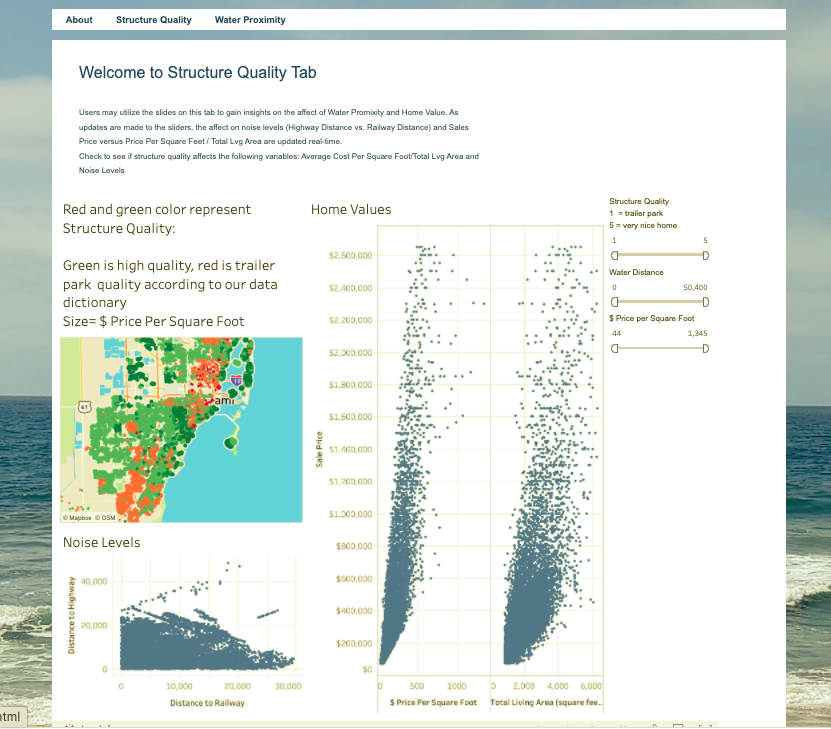 About Structure Quality Water Proximity
Welcome to Structure Quality Tab
Users may utilize the slides on this tab to gain insights on the affect of Water Promixity and Home Value. As
updates are made to the sliders, the affect on noise levels (Highway Distance vs. Railway Distance) and Sales
Price versus Price Per Square Feet / Total Lvg Area are updated real-time.
Check to see if structure quality affects the following variables: Average Cost Per Square Foot/Total Lvg Area and
Noise Levels
Red and green color represent
Structure Quality:
Green is high quality, red is trailer
park quality according to our data
dictionary
Size= $ Price Per Square Foot
41
ami
© Mapbox © OSM
Noise Levels
Distance to Highway
40,000
20,000
0
0 10,000 20,000 30,000
Distance to Railway
Home Values
Sale Price
$2,600,000
$2,400,000
$2,200,000
$2,000,000
$1,800,000
$1,600,000
$1,400,000
$1,200,000
$1,000,000
$800,000
$600,000
$400,000
$200,000
$0
0 500 1000 0 2,000 4,000 6,000
$ Price Per Square Foot Total Living Area (square fee..
Structure Quality
1 = trailer park
5 = very nice home
1 5
Water Distance
0 50,400
$ Price per Square Foot
44 1,345
html